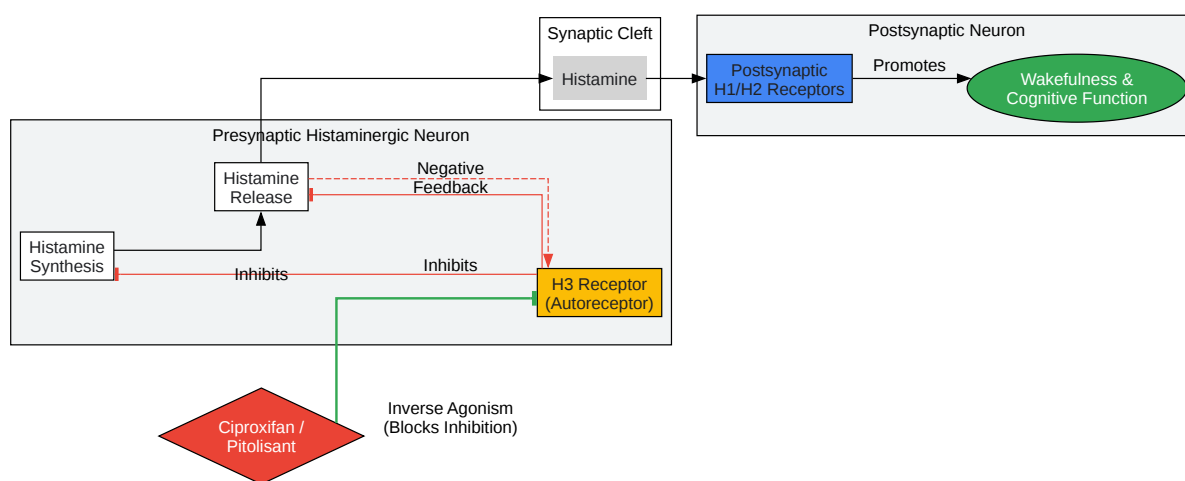 Synaptic Cleft
Histamine
Postsynaptic Neuron
Postsynaptic
H1/H2 Receptors
Promotes
Wakefulness &
Cognitive Function
Presynaptic Histaminergic Neuron
Histamine
Release
Negative
Feedback
Histamine
Synthesis
Inhibits
Inhibits
H3 Receptor
(Autoreceptor)
Ciproxifan /
Pitolisant
Inverse Agonism
(Blocks Inhibition)